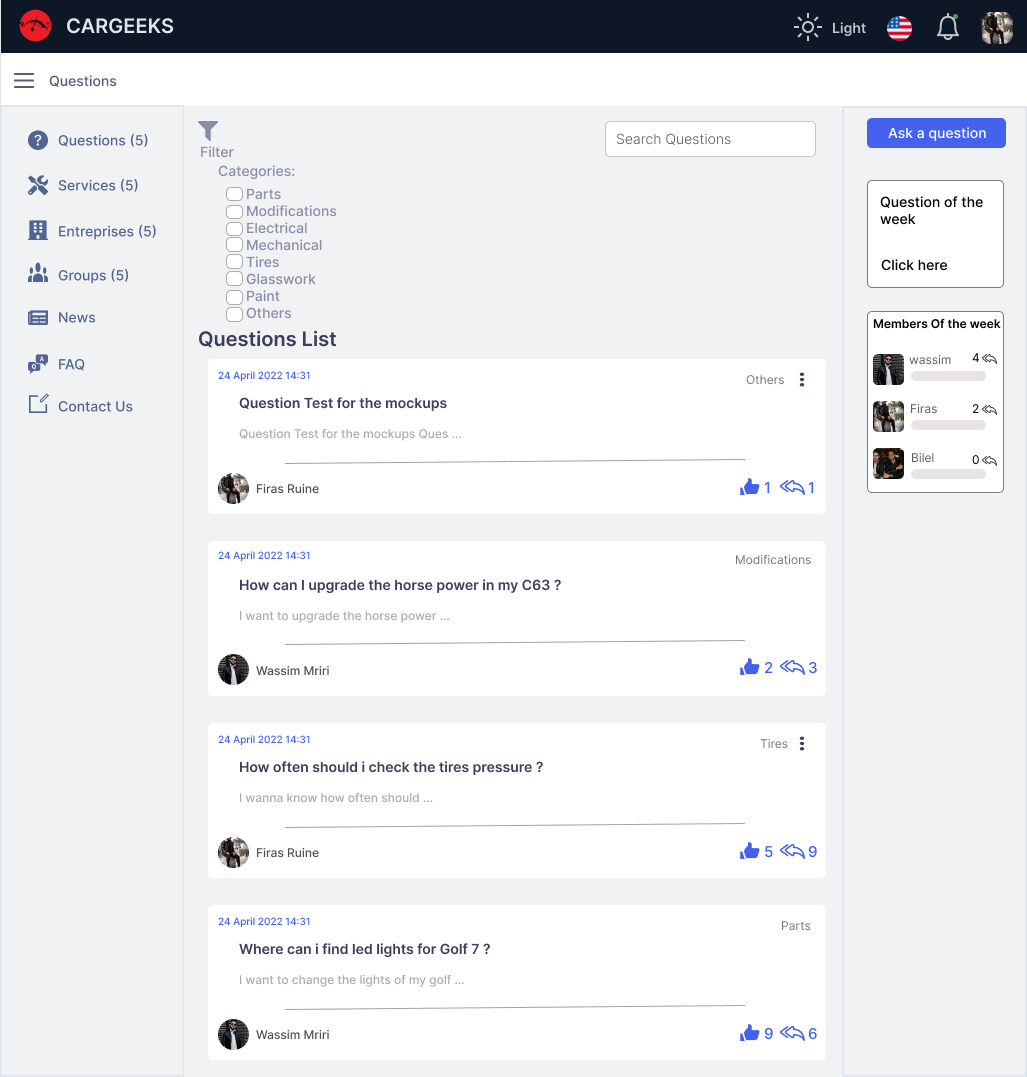 CARGEEKS
Light
Questions
Questions (5)
Services (5)
Entreprises (5)
Groups (5)
News
FAQ
Contact Us
Filter
Search Questions
Categories:
Parts
Modifications
Electrical
Mechanical
Tires
Glasswork
Paint
Others
Questions List
24 April 2022 14:31
Others
Question Test for the mockups
Question Test for the mockups Ques ...
Firas Ruine
1 1
24 April 2022 14:31
Modifications
How can I upgrade the horse power in my C63 ?
I want to upgrade the horse power ...
Wassim Mriri
2 3
24 April 2022 14:31
Tires
How often should i check the tires pressure ?
I wanna know how often should ...
Firas Ruine
5 9
24 April 2022 14:31
Parts
Where can i find led lights for Golf 7 ?
I want to change the lights of my golf ...
Wassim Mriri
9 6
Ask a question
Question of the
week
Click here
Members Of the week
wassim 4
Firas 2
Bilel 0